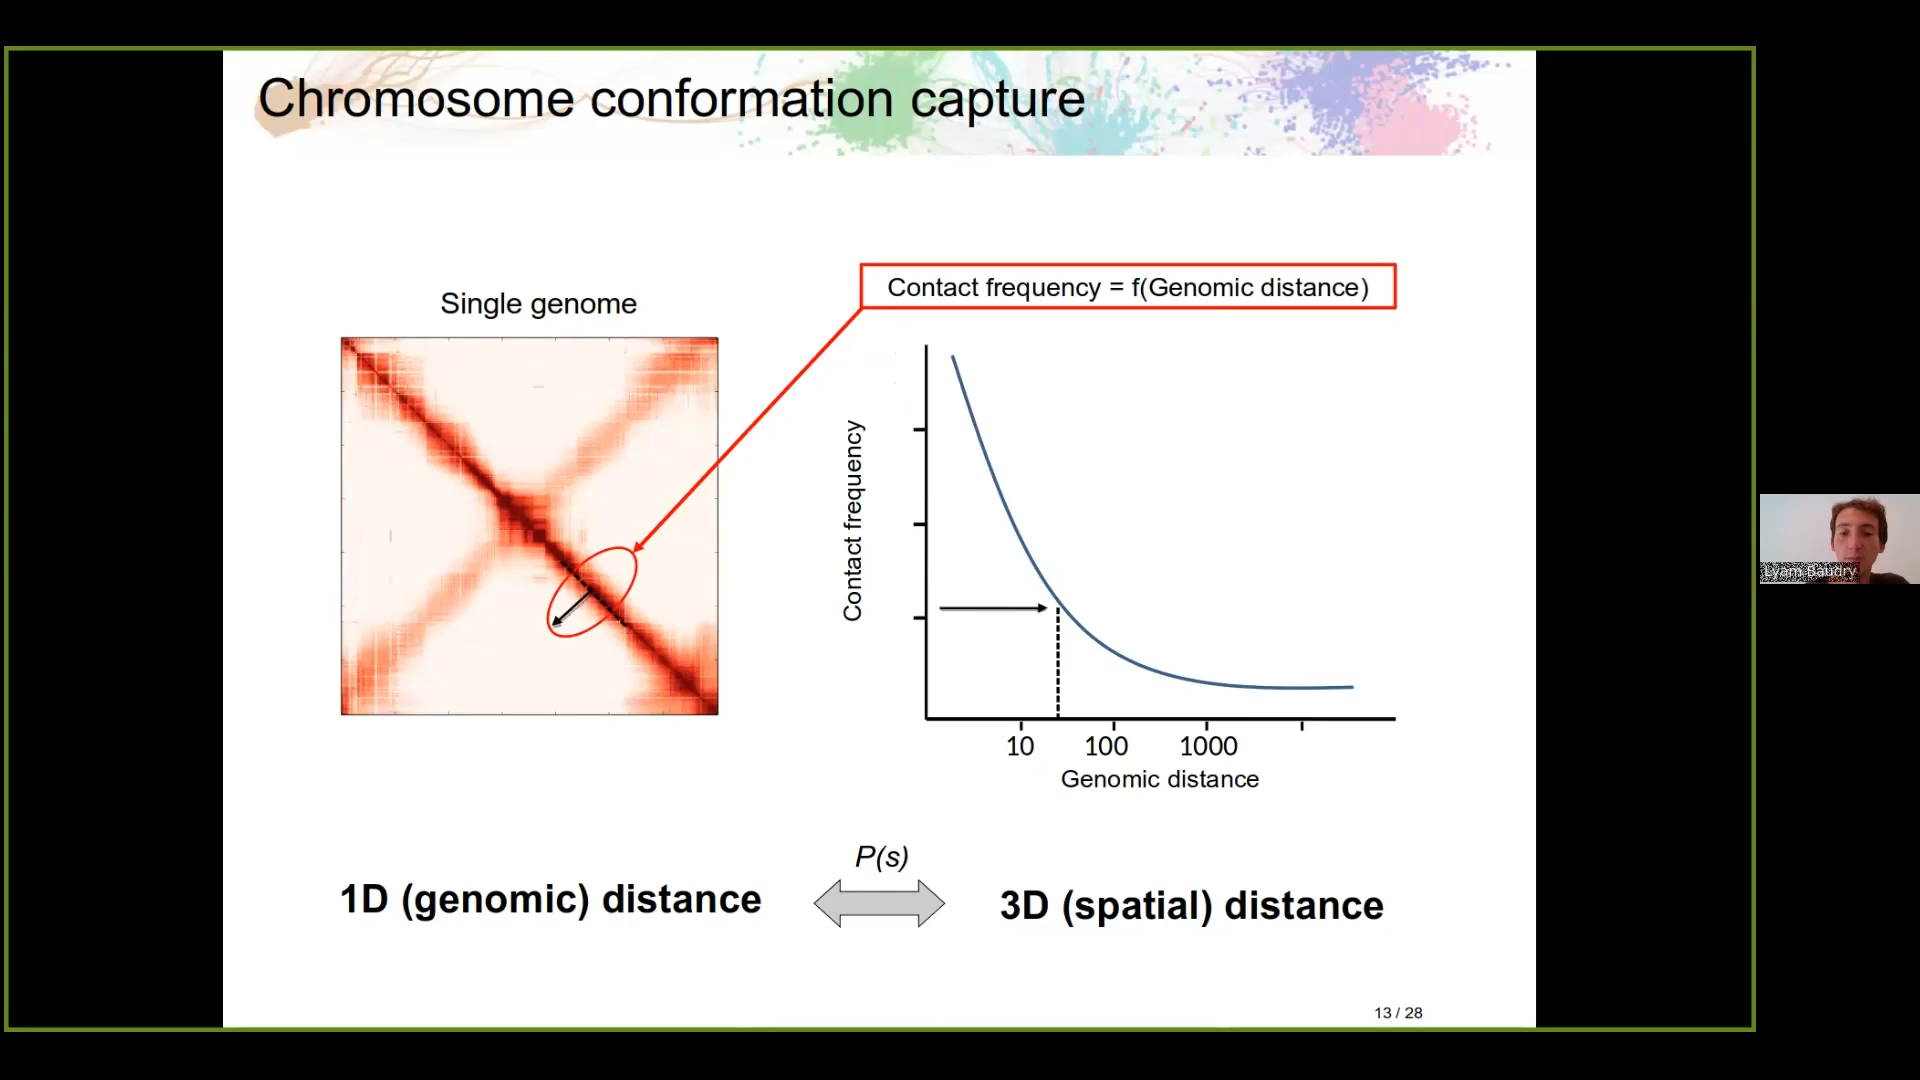 Chromosome conformation capture
Contact frequency = f(Genomic distance)
Single genome
Contact frequency
10 100 1000
Genomic distance
P(s)
1D (genomic) distance
3D (spatial) distance
13 / 28
Lyam Baudry